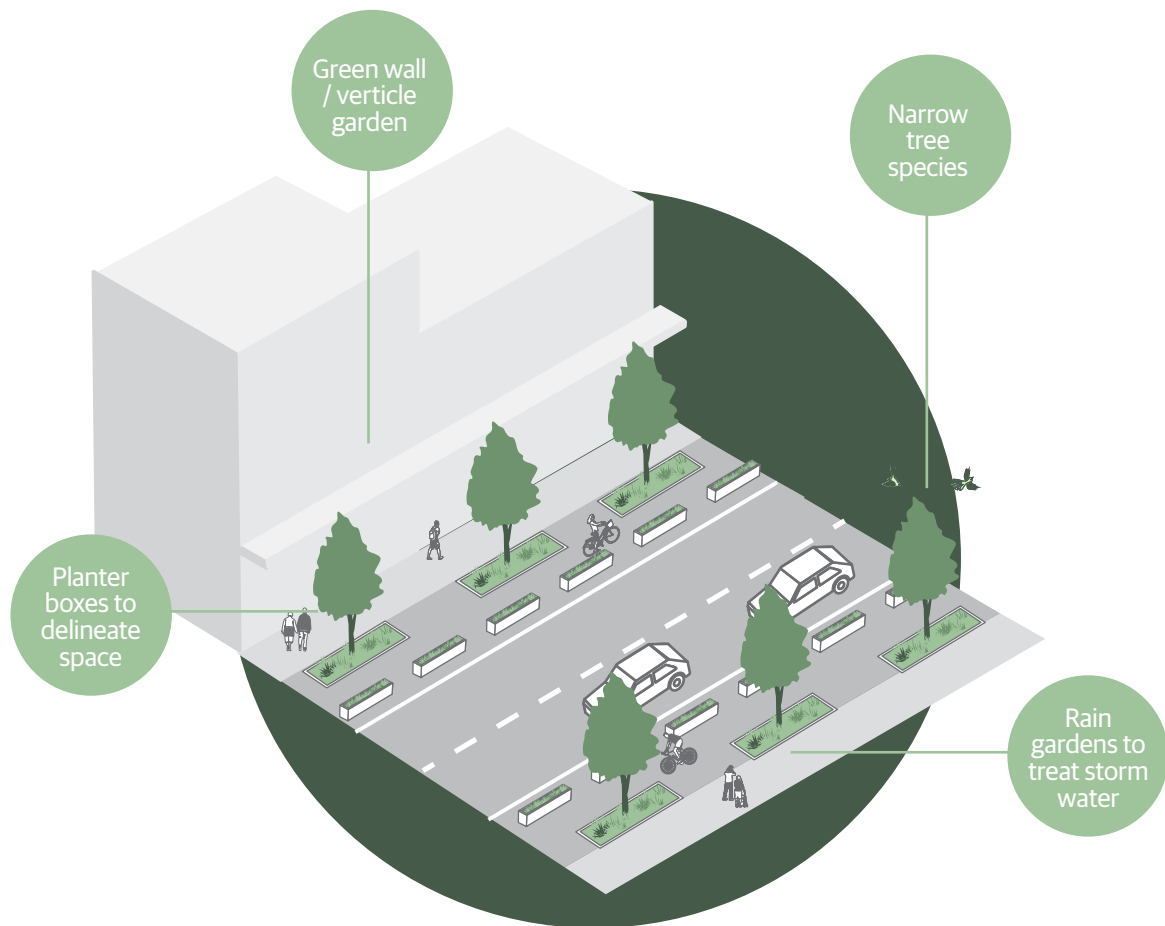 Green wall
/ verticle
garden
Narrow
tree
species
Planter
boxes to
delineate
space
Rain
gardens to
treat storm
water